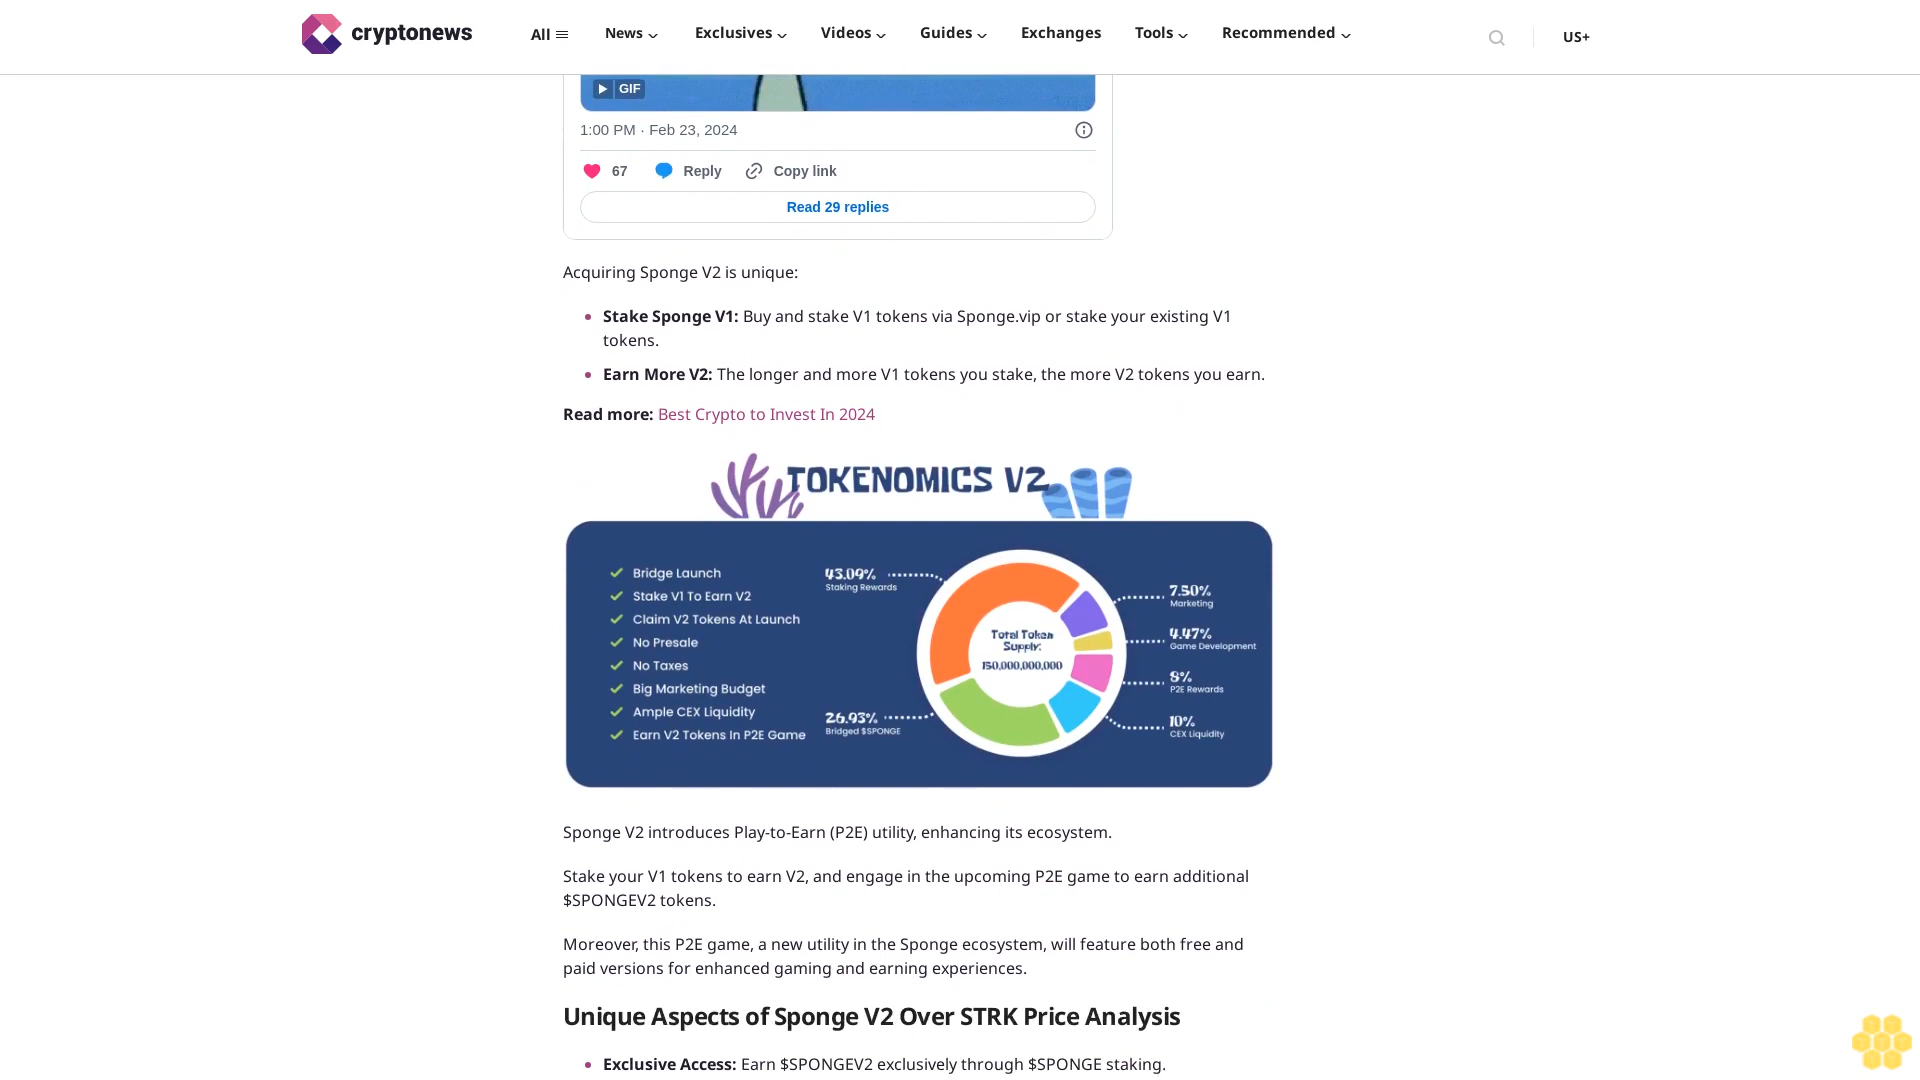 cryptonews
All
News
Exclusives
Videos
Guides
Exchanges
Tools
Recommended
US+
GIF
1:00 PM · Feb 23, 2024
67
Reply
Copy link
Read 29 replies
Acquiring Sponge V2 is unique:
Stake Sponge V1: Buy and stake V1 tokens via Sponge.vip or stake your existing V1
tokens.
Earn More V2: The longer and more V1 tokens you stake, the more V2 tokens you earn.
Read more: Best Crypto to Invest In 2024
TOKENOMICS V2
Bridge Launch
Stake V1 To Earn V2
Claim V2 Tokens At Launch
No Presale
No Taxes
Big Marketing Budget
Ample CEX Liquidity
Earn V2 Tokens In P2E Game
43.09%
Staking Rewards
26.93%
Bridged $SPONGE
Total Token
Supply:
150,000,000,000
7.50%
Marketing
4.47%
Game Development
8%
P2E Rewards
10%
CEX Liquidity
Sponge V2 introduces Play-to-Earn (P2E) utility, enhancing its ecosystem.
Stake your V1 tokens to earn V2, and engage in the upcoming P2E game to earn additional
$SPONGEV2 tokens.
Moreover, this P2E game, a new utility in the Sponge ecosystem, will feature both free and
paid versions for enhanced gaming and earning experiences.
Unique Aspects of Sponge V2 Over STRK Price Analysis
Exclusive Access: Earn $SPONGEV2 exclusively through $SPONGE staking.